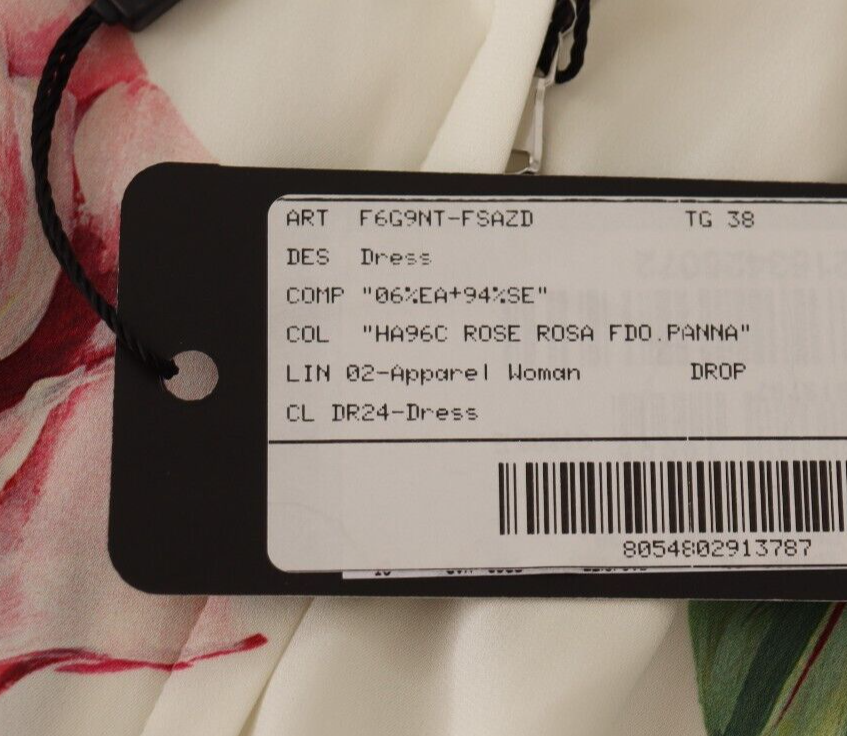 ART F6G9NT-FSAZD TG 38
DES Dress
COMP "06%EA+94%SE"
COL "HA96C ROSE ROSA FDO.PANNA"
LIN 02-Apparel Woman DROP
CL DR24-Dress
8054802913787